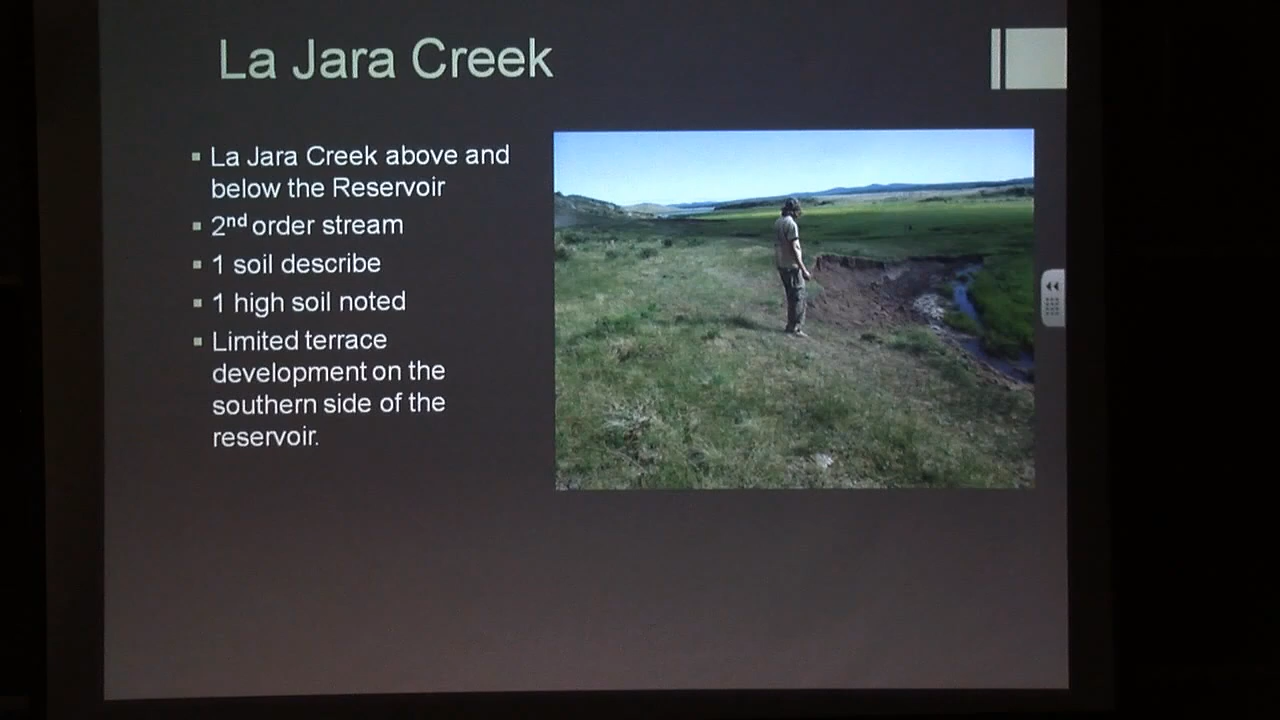 La Jara Creek
▪ La Jara Creek above and
below the Reservoir
▪ 2nd order stream
▪ 1 soil describe
▪ 1 high soil noted
▪ Limited terrace
development on the
southern side of the
reservoir.